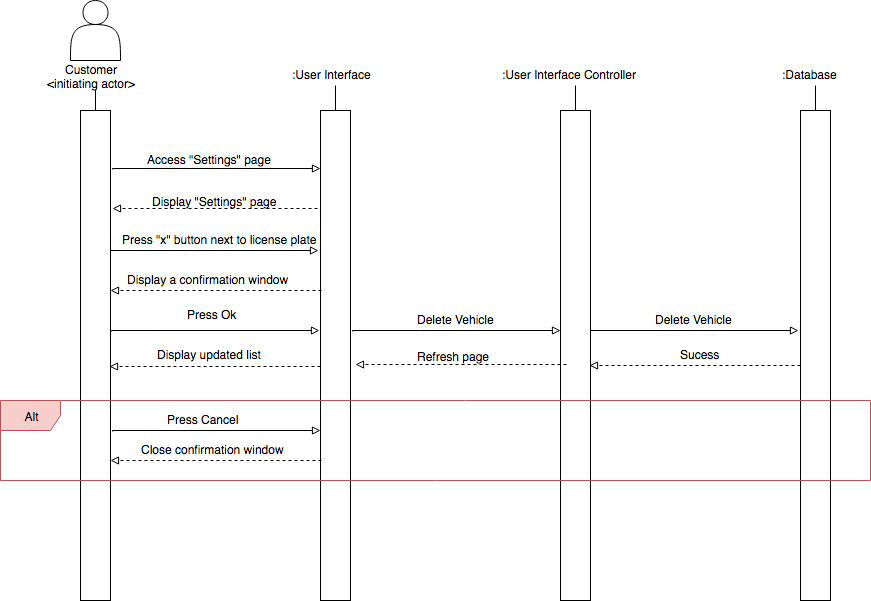 Customer
<initiating actor>
:User Interface
:User Interface Controller
:Database
Access "Settings" page
Display "Settings" page
Press "x" button next to license plate
Display a confirmation window
Press Ok
Delete Vehicle
Delete Vehicle
Display updated list
Refresh page
Sucess
Alt
Press Cancel
Close confirmation window